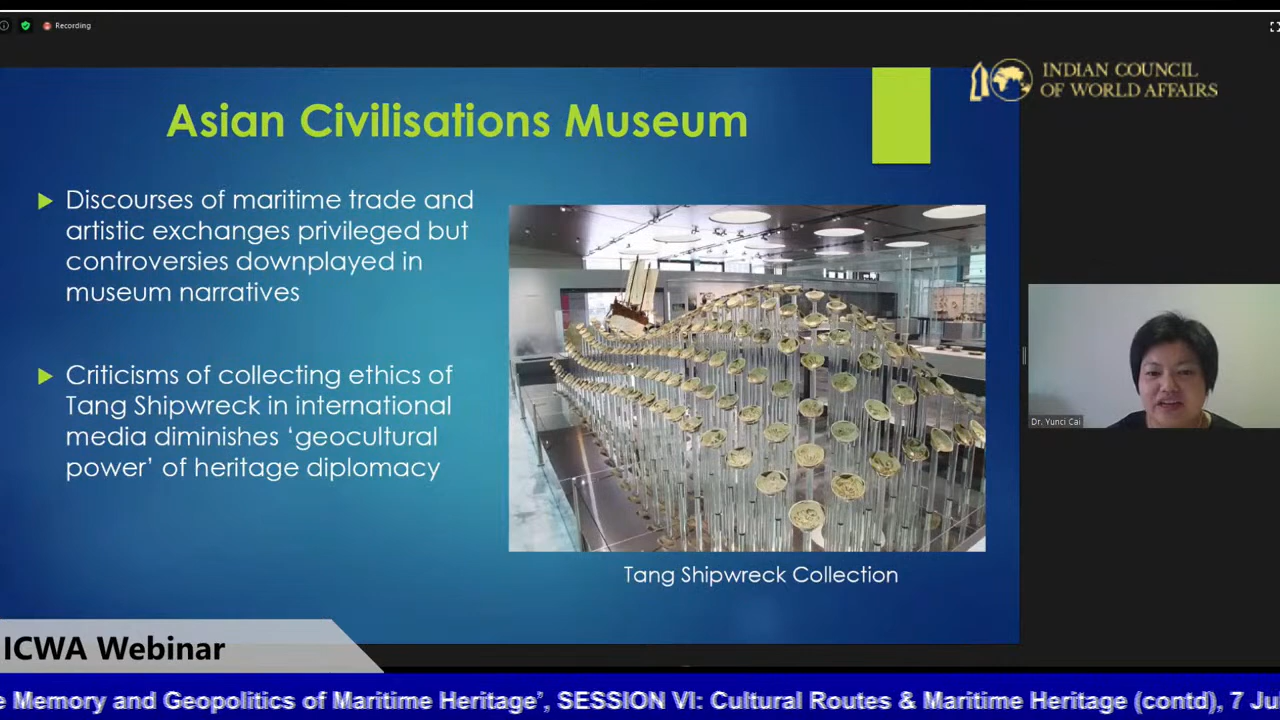 Recording
INDIAN COUNCIL
OF WORLD AFFAIRS
Asian Civilisations Museum
Discourses of maritime trade and
artistic exchanges privileged but
controversies downplayed in
museum narratives
Criticisms of collecting ethics of
Tang Shipwreck in international
media diminishes ‘geocultural
power’ of heritage diplomacy
Tang Shipwreck Collection
Dr. Yunci Cai
ICWA Webinar
e Memory and Geopolitics of Maritime Heritage”, SESSION VI: Cultural Routes & Maritime Heritage (contd), 7 Ju